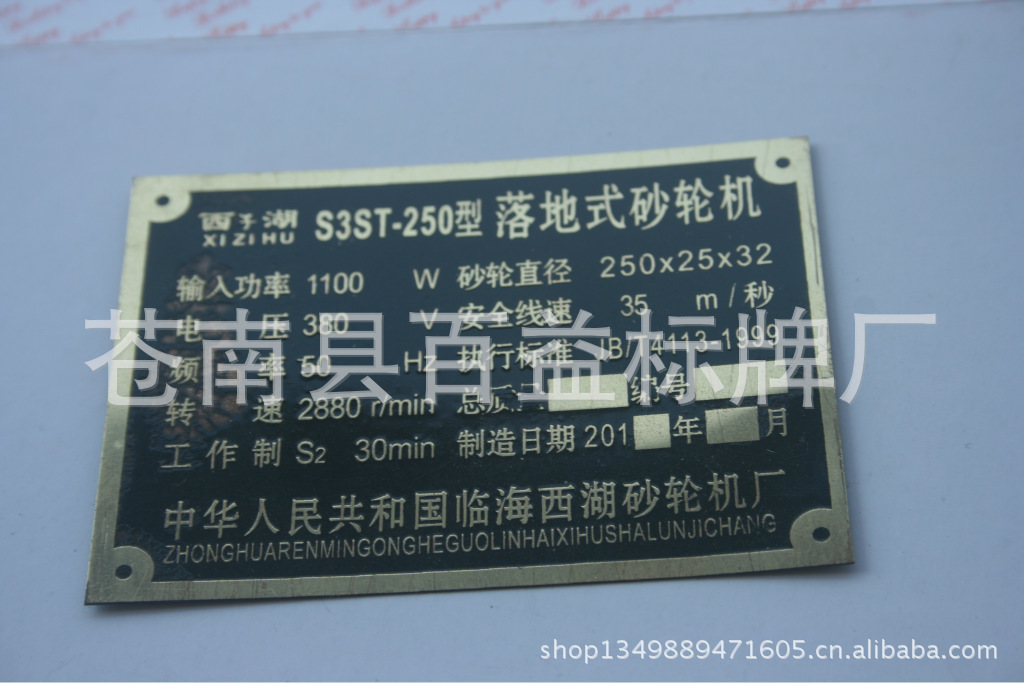 西子湖 S3ST-250型 落地式砂轮机
XIZIHU
输入功率 1100 W 砂轮直径 250x25x32
电 压 380 V 安全线速 35 m/秒
苍南县百益标牌厂
频 率 50 Hz 执行标准 JB/T4113-1999
转 速 2880 r/min 总质量 编号
工作制 S2 30min 制造日期 201 年 月
中华人民共和国临海西湖砂轮机厂
ZHONGHUARENMINGONGHEGUOLINHAIXIHUSHALUNJICHANG
shop1349889471605.cn.alibaba.com